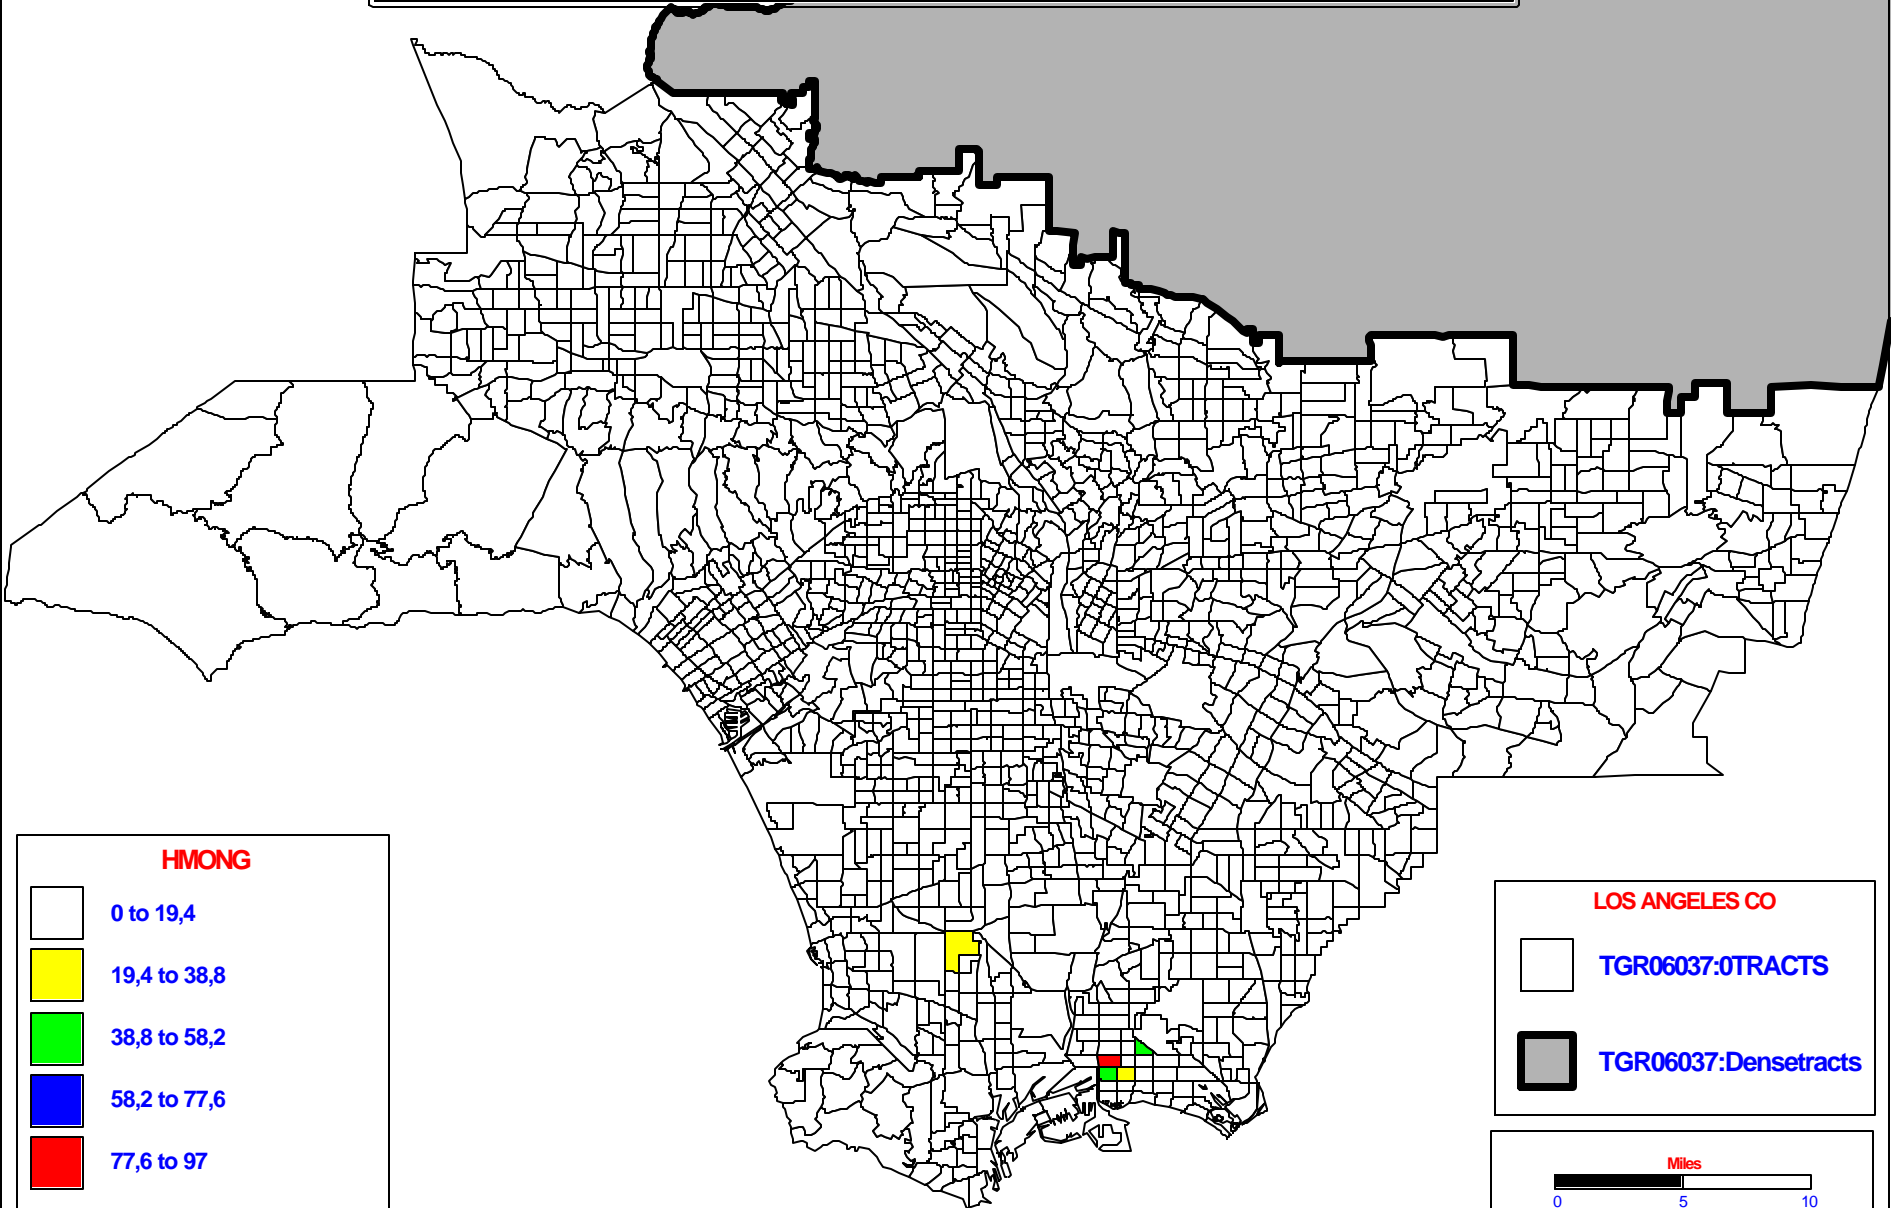 HMONG
0 to 19,4
19,4 to 38,8
38,8 to 58,2
58,2 to 77,6
77,6 to 97
LOS ANGELES CO
TGR06037:0TRACTS
TGR06037:Densetracts
Miles
0 5 10